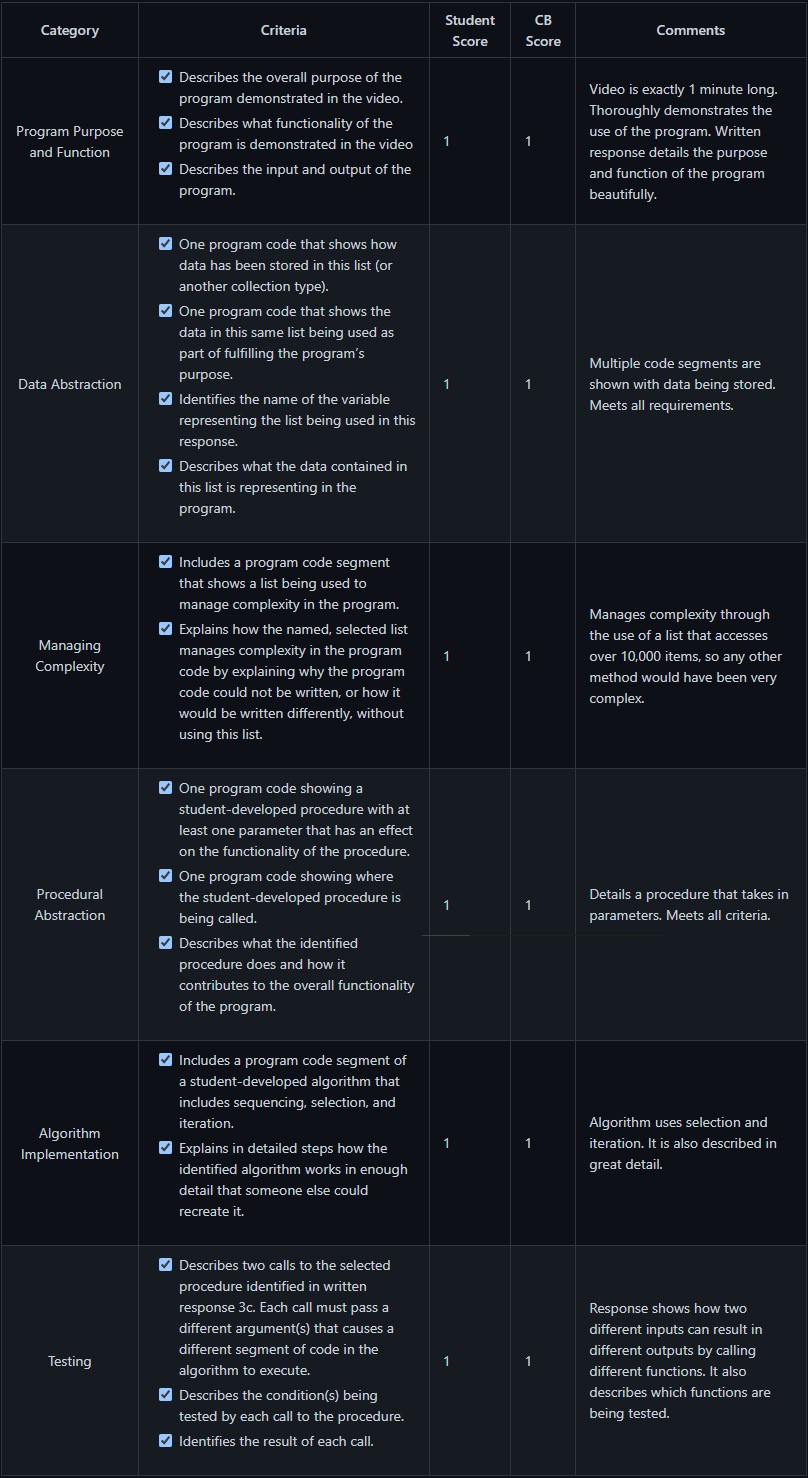 Category
Criteria
Student
Score
CB
Score
Comments
Program Purpose
and Function
Describes the overall purpose of the
program demonstrated in the video.
Describes what functionality of the
program is demonstrated in the video
Describes the input and output of the
program.
1
1
Video is exactly 1 minute long.
Thoroughly demonstrates the
use of the program. Written
response details the purpose
and function of the program
beautifully.
Data Abstraction
One program code that shows how
data has been stored in this list (or
another collection type).
One program code that shows the
data in this same list being used as
part of fulfilling the program's
purpose.
Identifies the name of the variable
representing the list being used in this
response.
Describes what the data contained in
this list is representing in the
program.
1
1
Multiple code segments are
shown with data being stored.
Meets all requirements.
Managing
Complexity
Includes a program code segment
that shows a list being used to
manage complexity in the program.
Explains how the named, selected list
manages complexity in the program
code by explaining why the program
code could not be written, or how it
would be written differently, without
using this list.
1
1
Manages complexity through
the use of a list that accesses
over 10,000 items, so any other
method would have been very
complex.
Procedural
Abstraction
One program code showing a
student-developed procedure with at
least one parameter that has an effect
on the functionality of the procedure.
One program code showing where
the student-developed procedure is
being called.
Describes what the identified
procedure does and how it
contributes to the overall functionality
of the program.
1
1
Details a procedure that takes in
parameters. Meets all criteria.
Algorithm
Implementation
Includes a program code segment of
a student-developed algorithm that
includes sequencing, selection, and
iteration.
Explains in detailed steps how the
identified algorithm works in enough
detail that someone else could
recreate it.
1
1
Algorithm uses selection and
iteration. It is also described in
great detail.
Testing
Describes two calls to the selected
procedure identified in written
response 3c. Each call must pass a
different argument(s) that causes a
different segment of code in the
algorithm to execute.
Describes the condition(s) being
tested by each call to the procedure.
Identifies the result of each call.
1
1
Response shows how two
different inputs can result in
different outputs by calling
different functions. It also
describes which functions are
being tested.